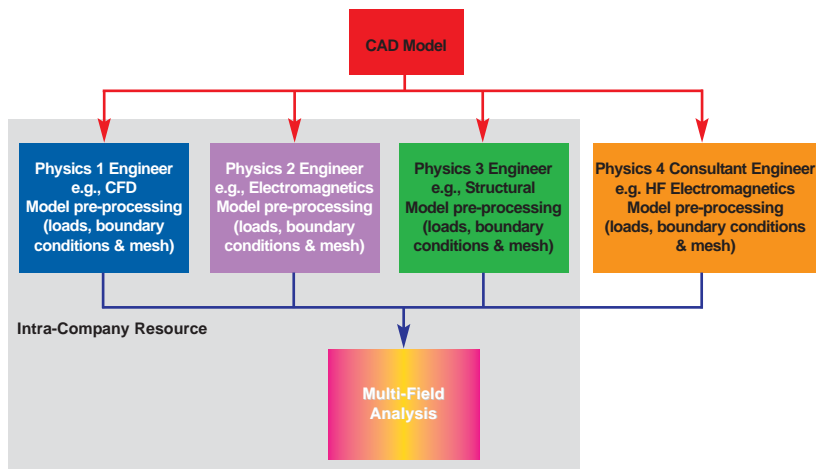 CAD Model
Physics 1 Engineer
e.g., CFD
Model pre-processing
(loads, boundary
conditions & mesh)
Physics 2 Engineer
e.g., Electromagnetics
Model pre-processing
(loads, boundary
conditions & mesh)
Physics 3 Engineer
e.g., Structural
Model pre-processing
(loads, boundary
conditions & mesh)
Physics 4 Consultant Engineer
e.g. HF Electromagnetics
Model pre-processing
(loads, boundary conditions
& mesh)
Intra-Company Resource
Multi-Field
Analysis